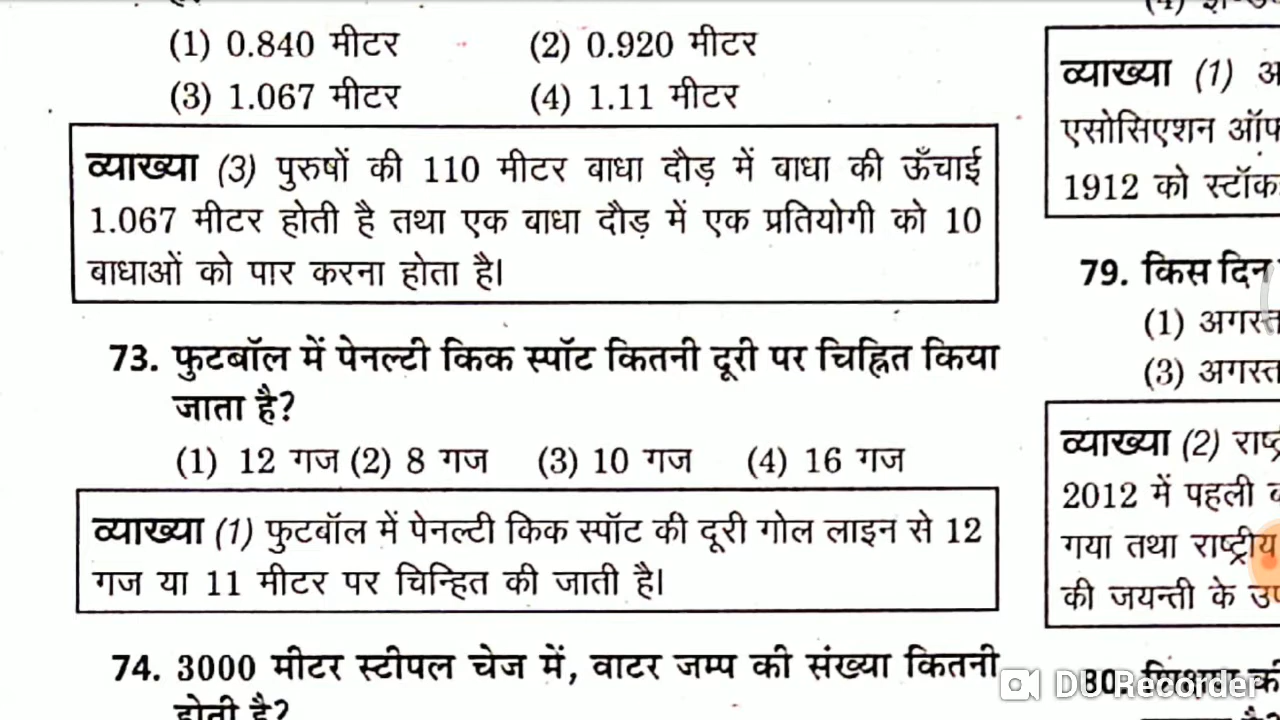 (1) 0.840 मीटर (2) 0.920 मीटर
(3) 1.067 मीटर (4) 1.11 मीटर
व्याख्या (3) पुरुषों की 110 मीटर बाधा दौड़ में बाधा की ऊँचाई
1.067 मीटर होती है तथा एक बाधा दौड़ में एक प्रतियोगी को 10
बाधाओं को पार करना होता है।
73. फुटबॉल में पेनल्टी किक स्पॉट कितनी दूरी पर चिह्नित किया
जाता है?
(1) 12 गज (2) 8 गज (3) 10 गज (4) 16 गज
व्याख्या (1) फुटबॉल में पेनल्टी किक स्पॉट की दूरी गोल लाइन से 12
गज या 11 मीटर पर चिन्हित की जाती है।
74. 3000 मीटर स्टीपल चेज में, वाटर जम्प की संख्या कितनी
होती है?
व्याख्या (1)
एसोसिएशन
1912 को
79. किस दिन
(1) अगस्त
(3) अगस्त
व्याख्या (2)
2012 में पहली
गया तथा राष्ट्रीय
की जयन्ती के
80.
DU Recorder